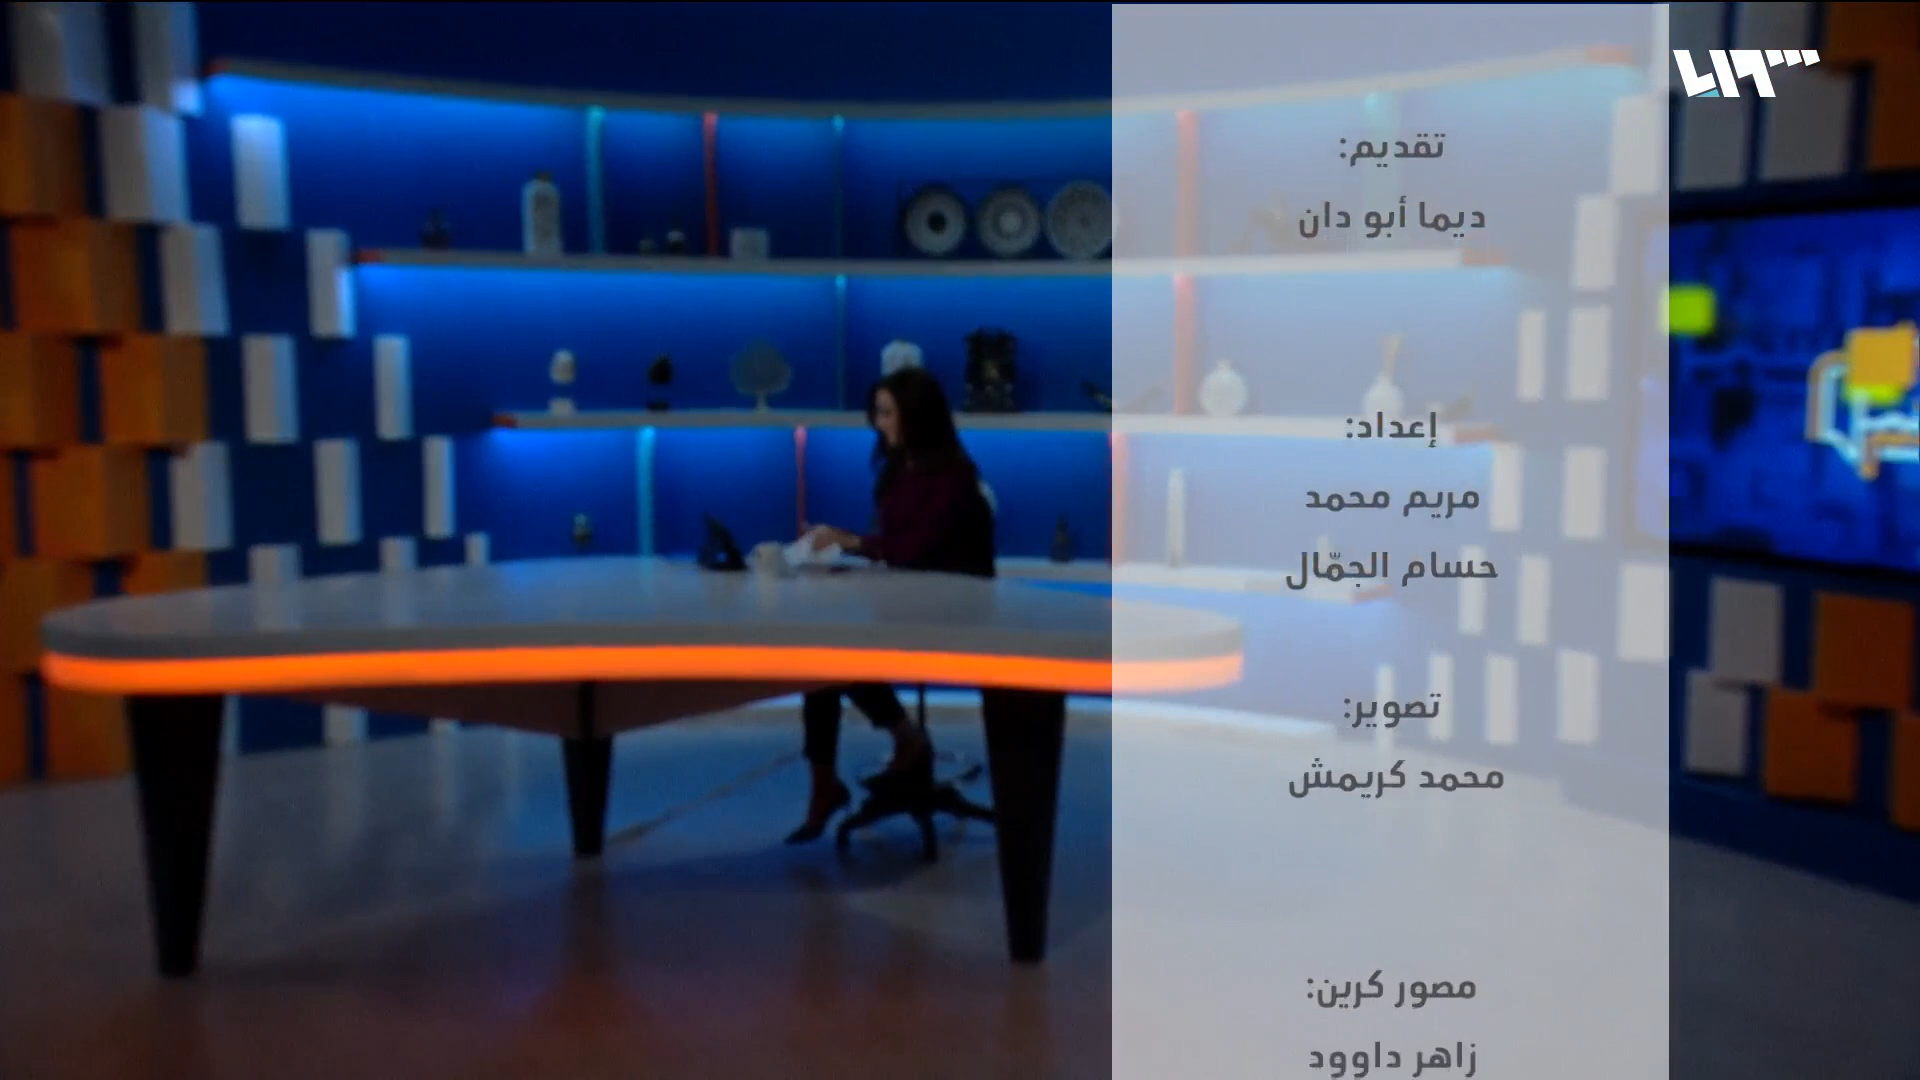 تقديم:
ديما أبو دان
إعداد:
مريم محمد
حسام الجمّال
تصوير:
محمد كريمش
مصور كرين:
زاهر داوود